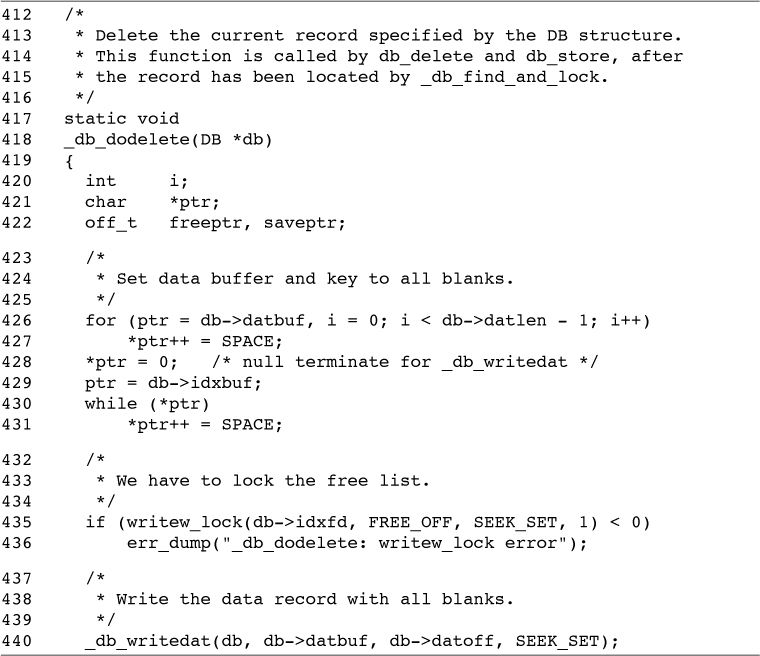 412 /*
413 * Delete the current record specified by the DB structure.
414 * This function is called by db_delete and db_store, after
415 * the record has been located by _db_find_and_lock.
416 */
417 static void
418 _db_dodelete(DB *db)
419 {
420 int i;
421 char *ptr;
422 off_t freeptr, saveptr;
423 /*
424 * Set data buffer and key to all blanks.
425 */
426 for (ptr = db->datbuf, i = 0; i < db->datlen - 1; i++)
427 *ptr++ = SPACE;
428 *ptr = 0; /* null terminate for _db_writedat */
429 ptr = db->idxbuf;
430 while (*ptr)
431 *ptr++ = SPACE;
432 /*
433 * We have to lock the free list.
434 */
435 if (writew_lock(db->idxfd, FREE_OFF, SEEK_SET, 1) < 0)
436 err_dump("_db_dodelete: writew_lock error");
437 /*
438 * Write the data record with all blanks.
439 */
440 _db_writedat(db, db->datbuf, db->datoff, SEEK_SET);